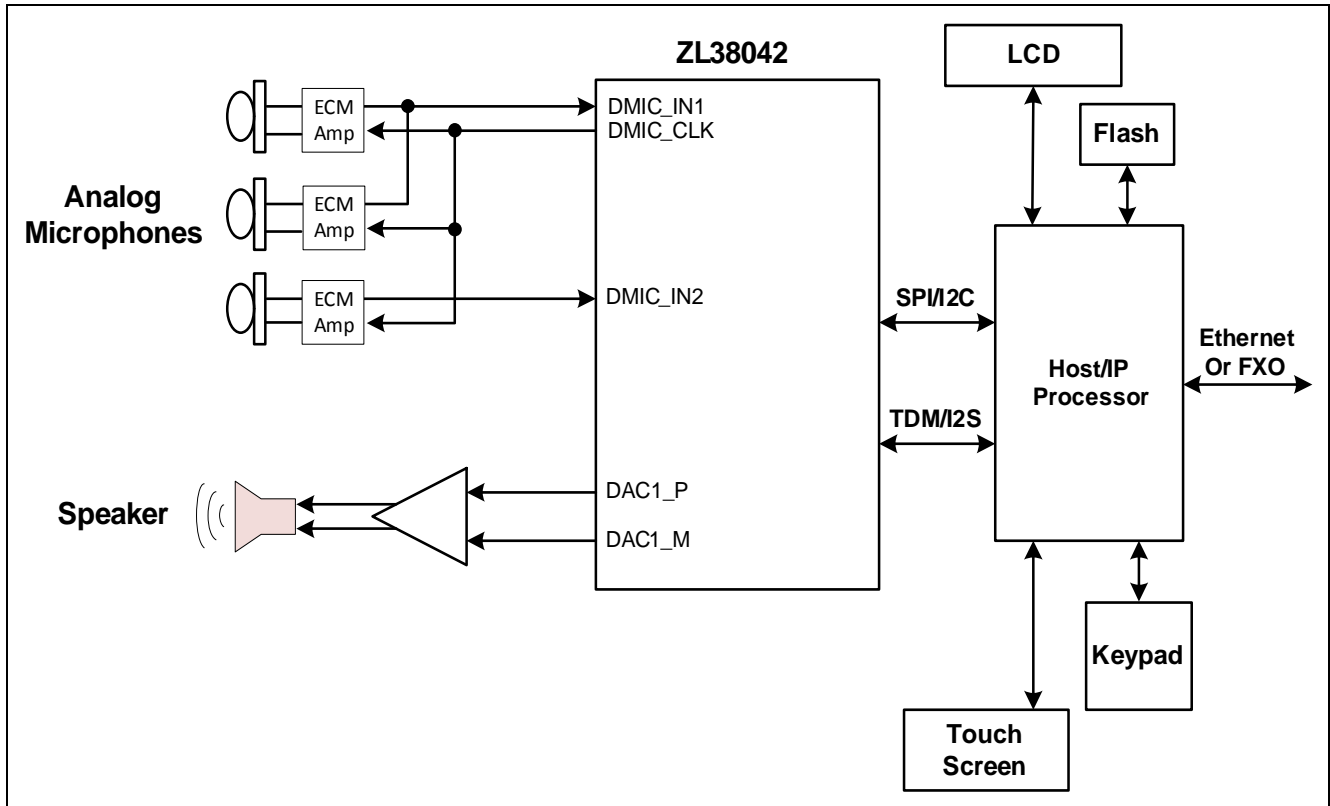 ZL38042
LCD
Flash
Analog
Microphones
ECM
Amp
ECM
Amp
ECM
Amp
DMIC_IN1
DMIC_CLK
DMIC_IN2
SPI/I2C
TDM/I2S
Host/IP
Processor
Ethernet
Or FXO
Speaker
DAC1_P
DAC1_M
Keypad
Touch
Screen